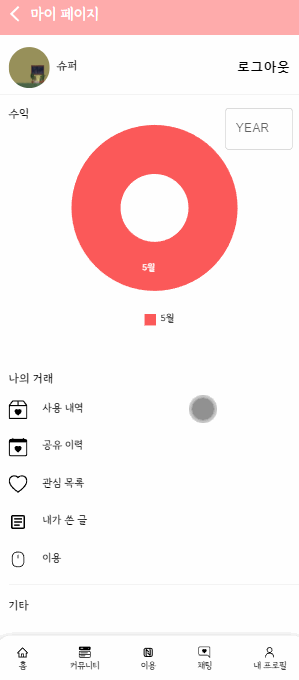 마이 페이지
슈퍼
로그아웃
수익
YEAR
5월
5월
나의 거래
사용 내역
공유 이력
관심 목록
내가 쓴 글
이용
기타
홈
커뮤니티
이용
채팅
내 프로필